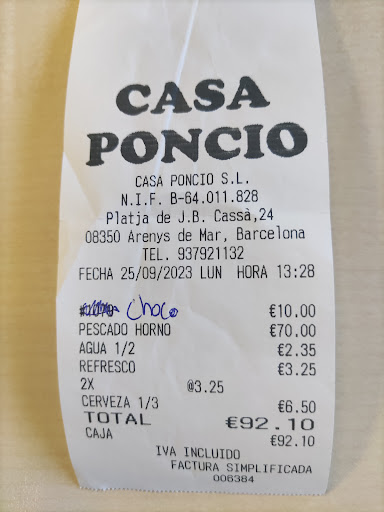 CASA
PONCIO
CASA PONCIO S.L.
N.I.F. B-64.011.828
Platja de J.B. Cassà,24
08350 Arenys de Mar, Barcelona
TEL. 937921132
FECHA 25/09/2023 LUN HORA 13:28
Choco €10.00
PESCADO HORNO €70.00
AGUA 1/2 €2.35
REFRESCO €3.25
2X @3.25
CERVEZA 1/3 €6.50
TOTAL €92.10
CAJA €92.10
IVA INCLUIDO
FACTURA SIMPLIFICADA
006384